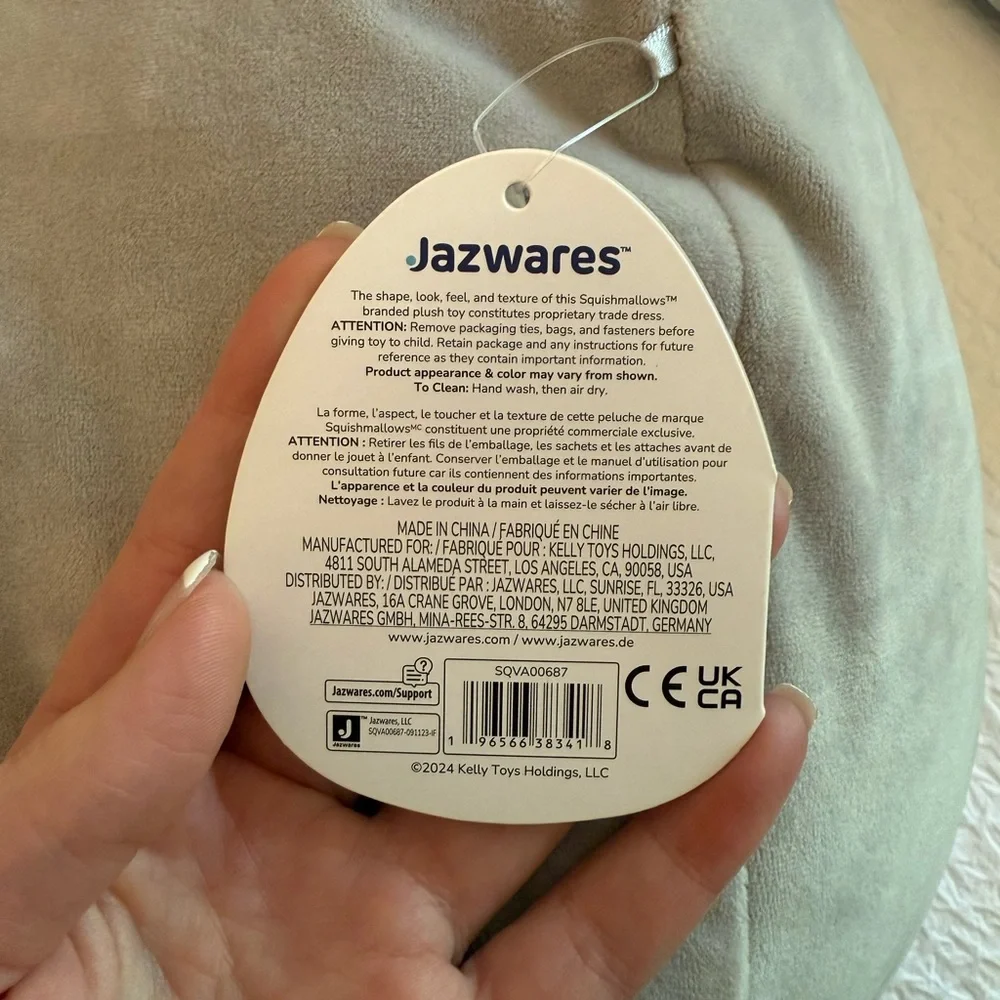 Jazwares™
The shape, look, feel, and texture of this Squishmallows™
branded plush toy constitutes proprietary trade dress.
ATTENTION: Remove packaging ties, bags, and fasteners before
giving toy to child. Retain package and any instructions for future
reference as they contain important information.
Product appearance & color may vary from shown.
To Clean: Hand wash, then air dry.
La forme, l'aspect, le toucher et la texture de cette peluche de marque
Squishmallowsᴹᶜ constituent une propriété commerciale exclusive.
ATTENTION : Retirer les fils de l'emballage, les sachets et les attaches avant de
donner le jouet à l'enfant. Conserver l'emballage et le manuel d'utilisation pour
consultation future car ils contiennent des informations importantes.
L'apparence et la couleur du produit peuvent varier de l'image.
Nettoyage : Lavez le produit à la main et laissez-le sécher à l'air libre.
MADE IN CHINA / FABRIQUÉ EN CHINE
MANUFACTURED FOR: / FABRIQUÉ POUR : KELLY TOYS HOLDINGS, LLC,
4811 SOUTH ALAMEDA STREET, LOS ANGELES, CA, 90058, USA
DISTRIBUTED BY: / DISTRIBUÉ PAR : JAZWARES, LLC, SUNRISE, FL, 33326, USA
JAZWARES, 16A CRANE GROVE, LONDON, N7 8LE, UNITED KINGDOM
JAZWARES GMBH, MINA-REES-STR. 8, 64295 DARMSTADT, GERMANY
www.jazwares.com / www.jazwares.de
?
Jazwares.com/Support
SQVA00687
CE UK
CA
J™ Jazwares, LLC
SQVA00687-091123-IF
Jazwares
1 96566 38341 8
©2024 Kelly Toys Holdings, LLC